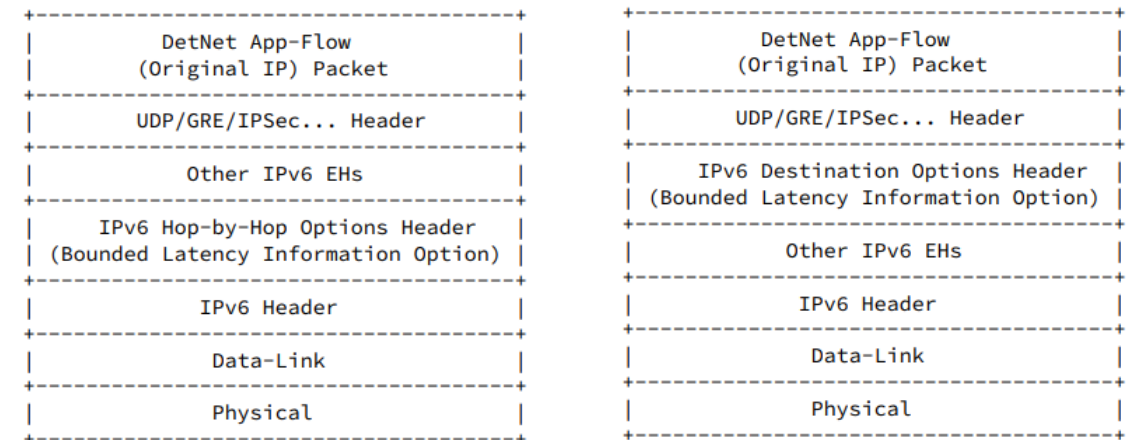 DetNet App-Flow
(Original IP) Packet
UDP/GRE/IPSec... Header
Other IPv6 EHs
IPv6 Hop-by-Hop Options Header
(Bounded Latency Information Option)
IPv6 Header
Data-Link
Physical
DetNet App-Flow
(Original IP) Packet
UDP/GRE/IPSec... Header
IPv6 Destination Options Header
(Bounded Latency Information Option)
Other IPv6 EHs
IPv6 Header
Data-Link
Physical